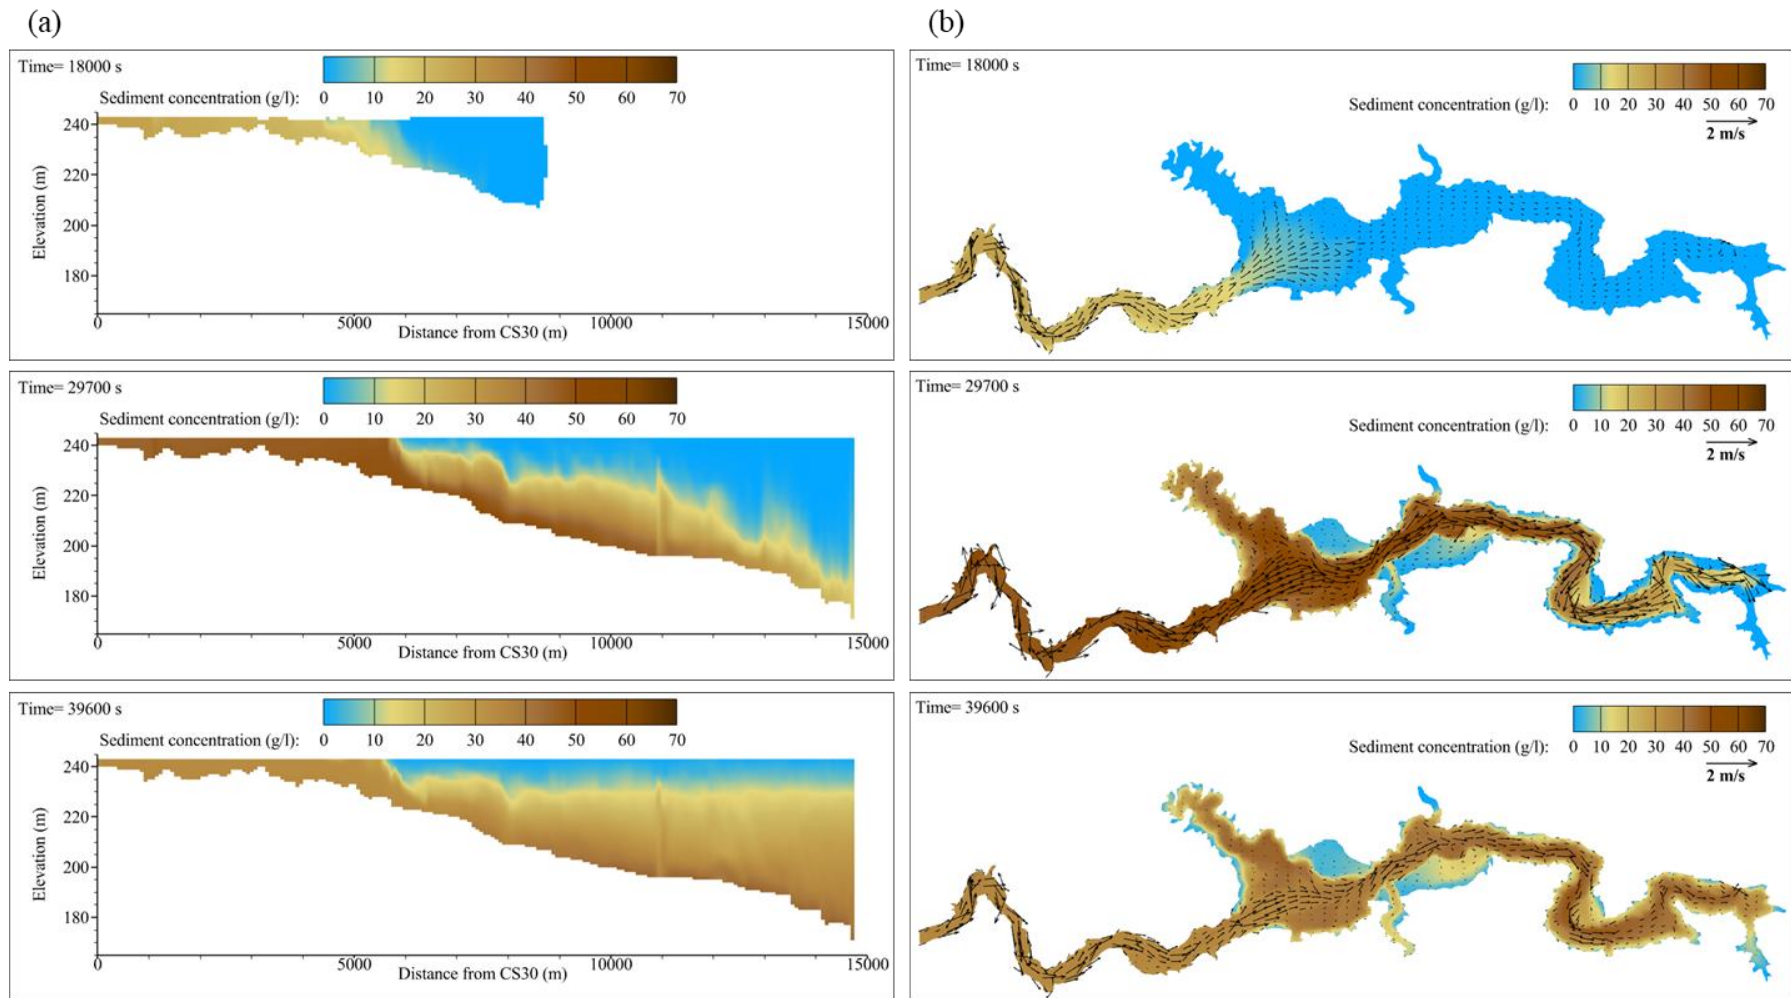 (a)
(b)
Time= 18000 s
Sediment concentration (g/l): 0 10 20 30 40 50 60 70
240
220
200
180
Elevation (m)
0 5000 10000 15000
Distance from CS30 (m)
Time= 18000 s
Sediment concentration (g/l): 0 10 20 30 40 50 60 70
2 m/s
Time= 29700 s
Sediment concentration (g/l): 0 10 20 30 40 50 60 70
240
220
200
180
Elevation (m)
0 5000 10000 15000
Distance from CS30 (m)
Time= 29700 s
Sediment concentration (g/l): 0 10 20 30 40 50 60 70
2 m/s
Time= 39600 s
Sediment concentration (g/l): 0 10 20 30 40 50 60 70
240
220
200
180
Elevation (m)
0 5000 10000 15000
Distance from CS30 (m)
Time= 39600 s
Sediment concentration (g/l): 0 10 20 30 40 50 60 70
2 m/s